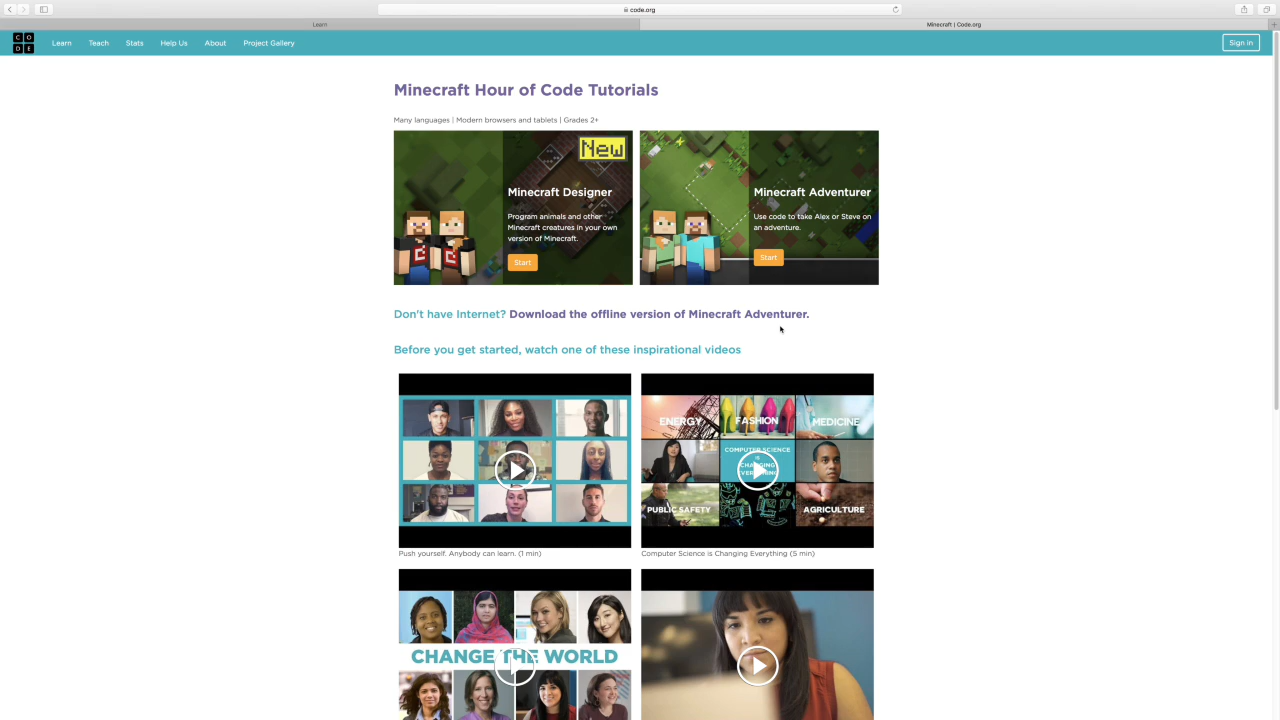 code.org
Learn
Minecraft | Code.org
C O
D E
Learn
Teach
Stats
Help Us
About
Project Gallery
Sign in
Minecraft Hour of Code Tutorials
Many languages | Modern browsers and tablets | Grades 2+
New
Minecraft Designer
Program animals and other
Minecraft creatures in your own
version of Minecraft.
Start
Minecraft Adventurer
Use code to take Alex or Steve on
an adventure.
Start
Don't have Internet? Download the offline version of Minecraft Adventurer.
Before you get started, watch one of these inspirational videos
ENERGY
FASHION
MEDICINE
COMPUTER SCIENCE
IS
CHANGING
EVERYTHING
PUBLIC SAFETY
AGRICULTURE
Push yourself. Anybody can learn. (1 min)
Computer Science is Changing Everything (5 min)
CHANGE THE WORLD